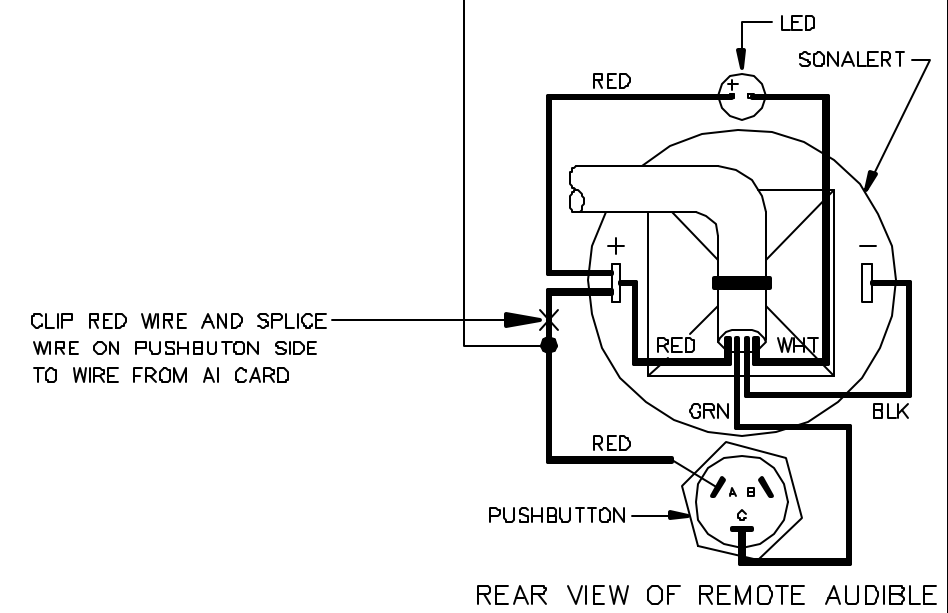 LED
SONALERT
RED
+
+
−
CLIP RED WIRE AND SPLICE
WIRE ON PUSHBUTON SIDE
TO WIRE FROM AI CARD
RED
WHT
GRN
BLK
RED
A B
C
PUSHBUTTON
REAR VIEW OF REMOTE AUDIBLE